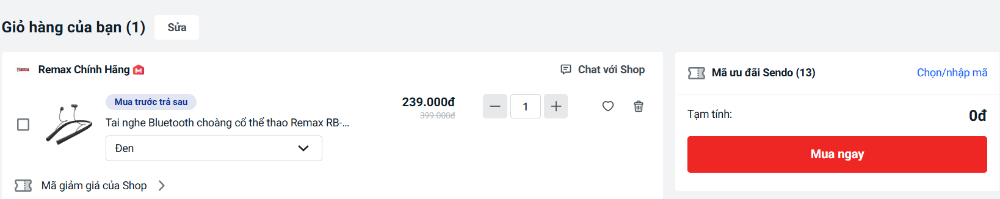 Giỏ hàng của bạn (1) Sửa
Remax Chính Hãng
Chat với Shop
Mua trước trả sau
Tai nghe Bluetooth choàng cổ thể thao Remax RB-...
Đen
239.000đ
399.000đ
1
Mã giảm giá của Shop
Mã ưu đãi Sendo (13) Chọn/nhập mã
Tạm tính: 0đ
Mua ngay